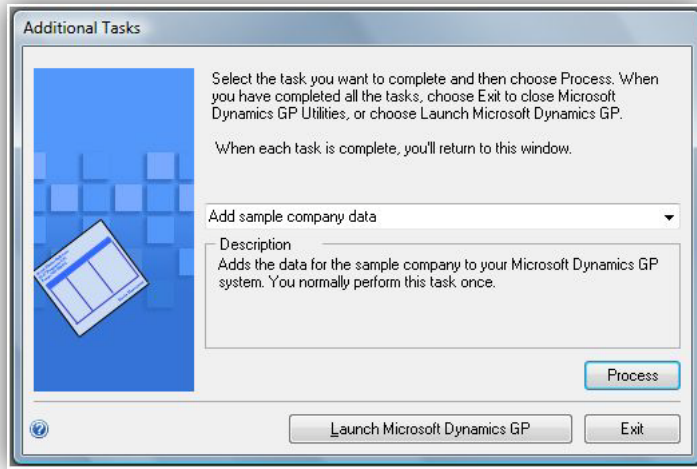 Additional Tasks
Select the task you want to complete and then choose Process. When
you have completed all the tasks, choose Exit to close Microsoft
Dynamics GP Utilities, or choose Launch Microsoft Dynamics GP.
When each task is complete, you'll return to this window.
Add sample company data
Description
Adds the data for the sample company to your Microsoft Dynamics GP
system. You normally perform this task once.
Process
?
Launch Microsoft Dynamics GP
Exit